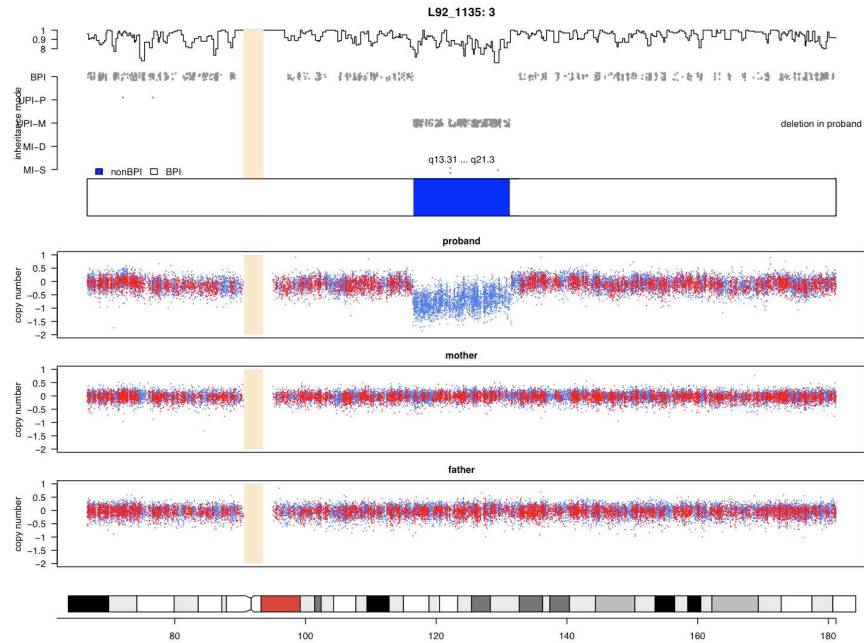 L92_1135: 3
1
0.9
8
inheritance mode
BPI
UPI-P
UPI-M
MI-D
MI-S
deletion in proband
q13.31 ... q21.3
nonBPI BPI
proband
copy number
1
0.5
0
−0.5
−1
−1.5
−2
mother
copy number
1
0.5
0
−0.5
−1
−1.5
−2
father
copy number
1
0.5
0
−0.5
−1
−1.5
−2
80 100 120 140 160 180